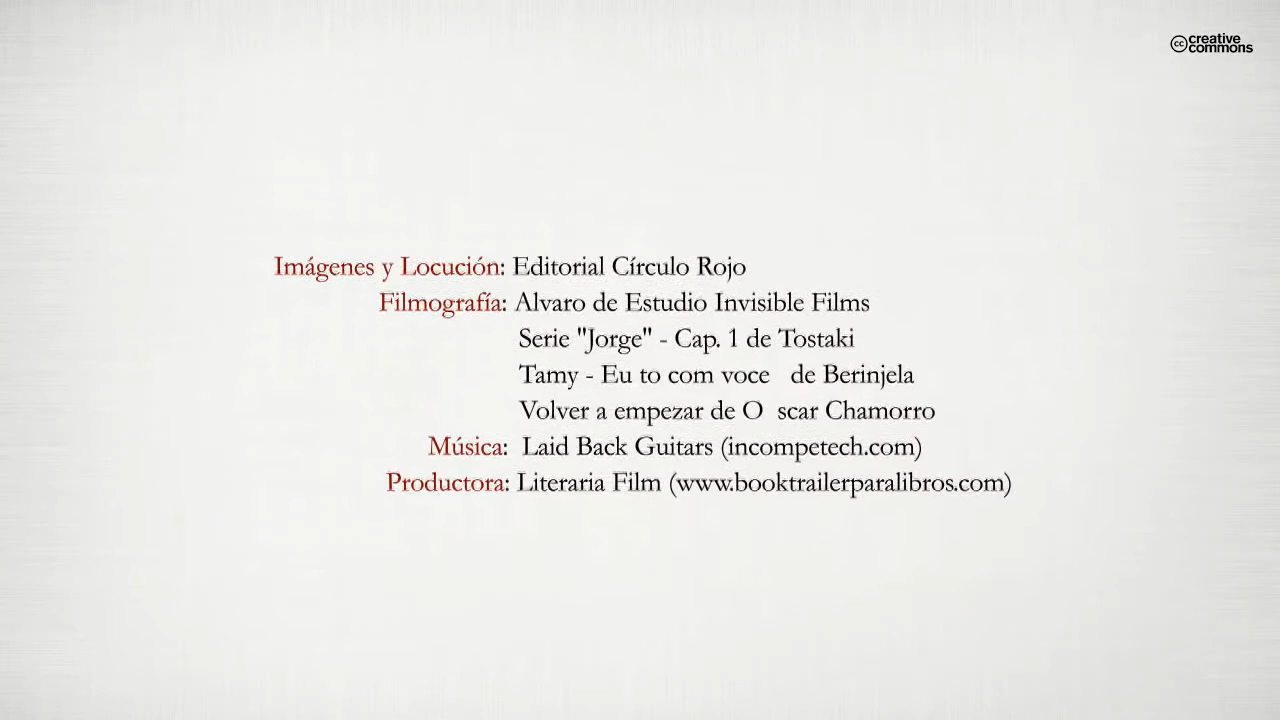 creative
commons
Imágenes y Locución: Editorial Círculo Rojo
Filmografía: Alvaro de Estudio Invisible Films
Serie "Jorge" - Cap. 1 de Tostaki
Tamy - Eu to com voce de Berinjela
Volver a empezar de O scar Chamorro
Música: Laid Back Guitars (incompetech.com)
Productora: Literaria Film (www.booktrailerparalibros.com)